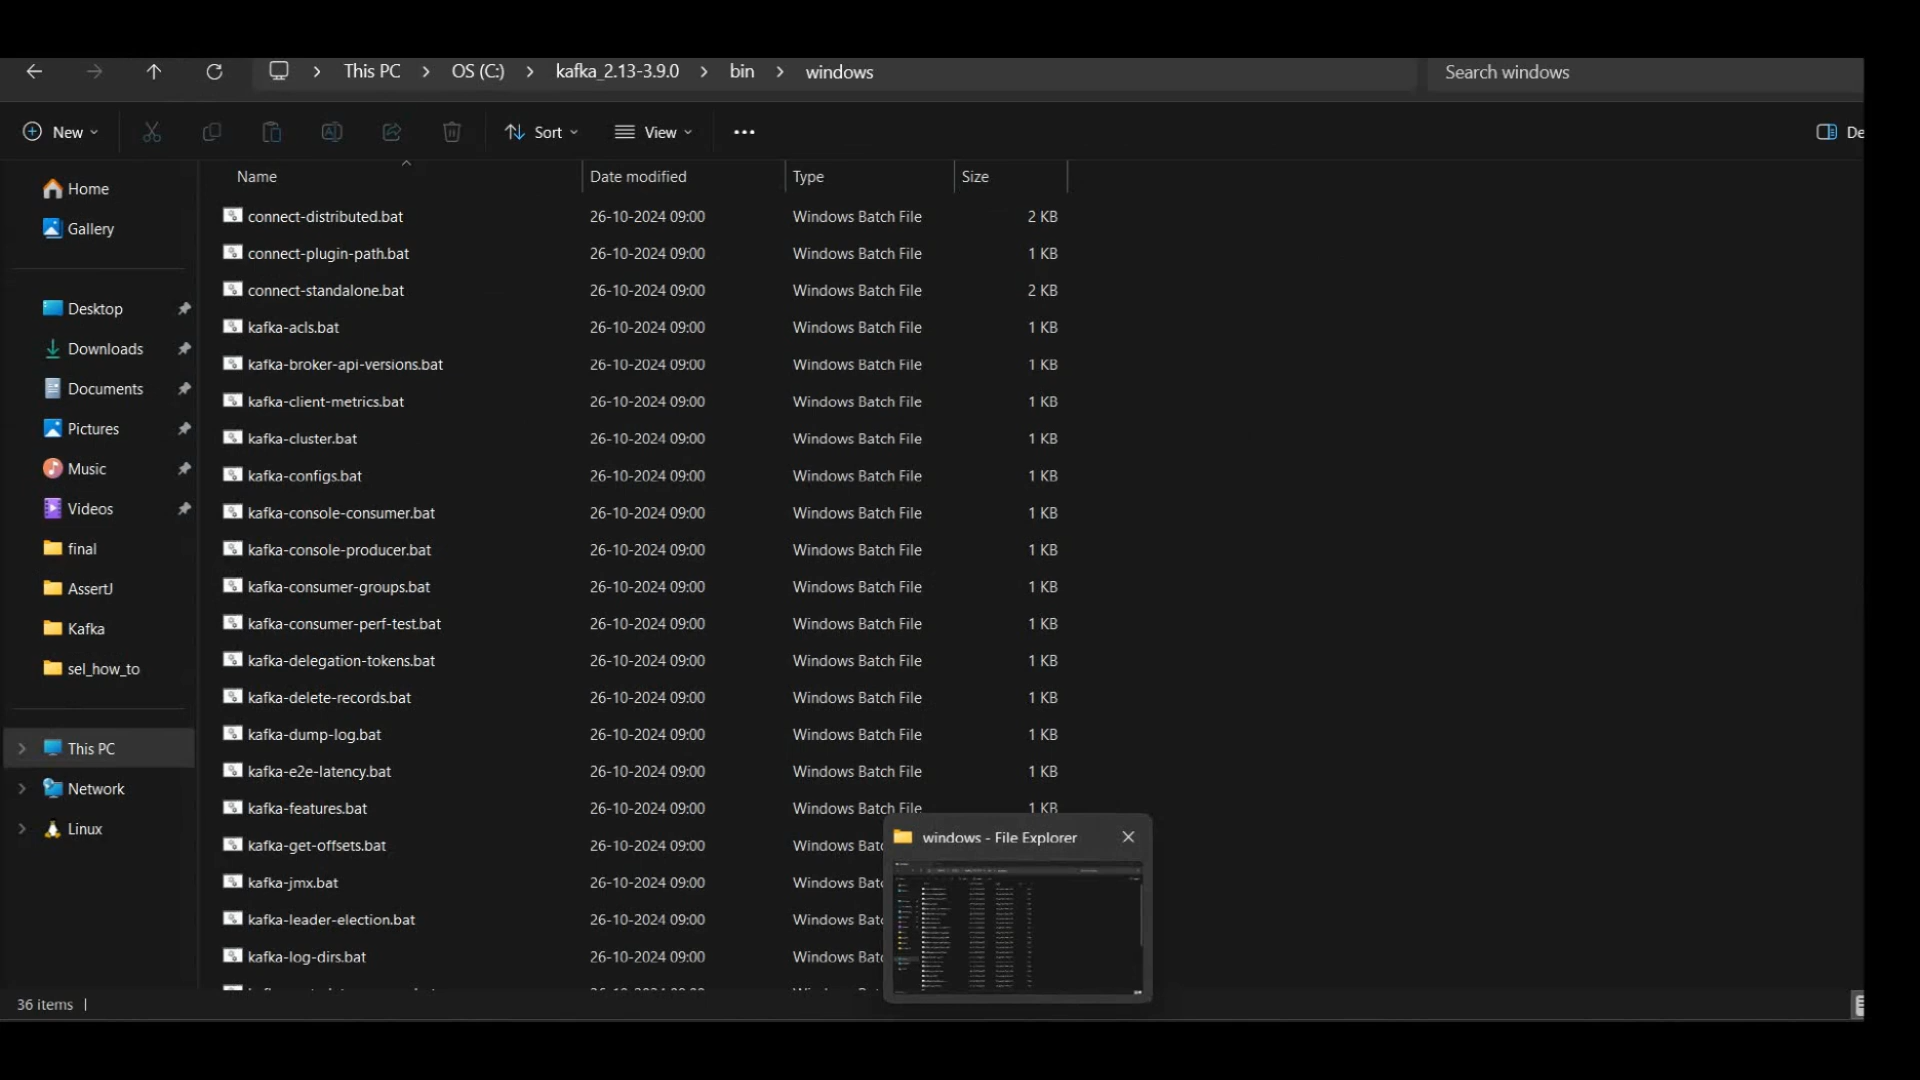 This PC > OS (C:) > kafka_2.13-3.9.0 > bin > windows
Search windows
New
Sort
View
De
Home
Gallery
Desktop
Downloads
Documents
Pictures
Music
Videos
final
AssertJ
Kafka
sel_how_to
This PC
Network
Linux
Name Date modified Type Size
connect-distributed.bat 26-10-2024 09:00 Windows Batch File 2 KB
connect-plugin-path.bat 26-10-2024 09:00 Windows Batch File 1 KB
connect-standalone.bat 26-10-2024 09:00 Windows Batch File 2 KB
kafka-acls.bat 26-10-2024 09:00 Windows Batch File 1 KB
kafka-broker-api-versions.bat 26-10-2024 09:00 Windows Batch File 1 KB
kafka-client-metrics.bat 26-10-2024 09:00 Windows Batch File 1 KB
kafka-cluster.bat 26-10-2024 09:00 Windows Batch File 1 KB
kafka-configs.bat 26-10-2024 09:00 Windows Batch File 1 KB
kafka-console-consumer.bat 26-10-2024 09:00 Windows Batch File 1 KB
kafka-console-producer.bat 26-10-2024 09:00 Windows Batch File 1 KB
kafka-consumer-groups.bat 26-10-2024 09:00 Windows Batch File 1 KB
kafka-consumer-perf-test.bat 26-10-2024 09:00 Windows Batch File 1 KB
kafka-delegation-tokens.bat 26-10-2024 09:00 Windows Batch File 1 KB
kafka-delete-records.bat 26-10-2024 09:00 Windows Batch File 1 KB
kafka-dump-log.bat 26-10-2024 09:00 Windows Batch File 1 KB
kafka-e2e-latency.bat 26-10-2024 09:00 Windows Batch File 1 KB
kafka-features.bat 26-10-2024 09:00 Windows Batch File 1 KB
kafka-get-offsets.bat 26-10-2024 09:00 Windows Batc
kafka-jmx.bat 26-10-2024 09:00 Windows Batc
kafka-leader-election.bat 26-10-2024 09:00 Windows Batc
kafka-log-dirs.bat 26-10-2024 09:00 Windows Batc
windows - File Explorer
36 items